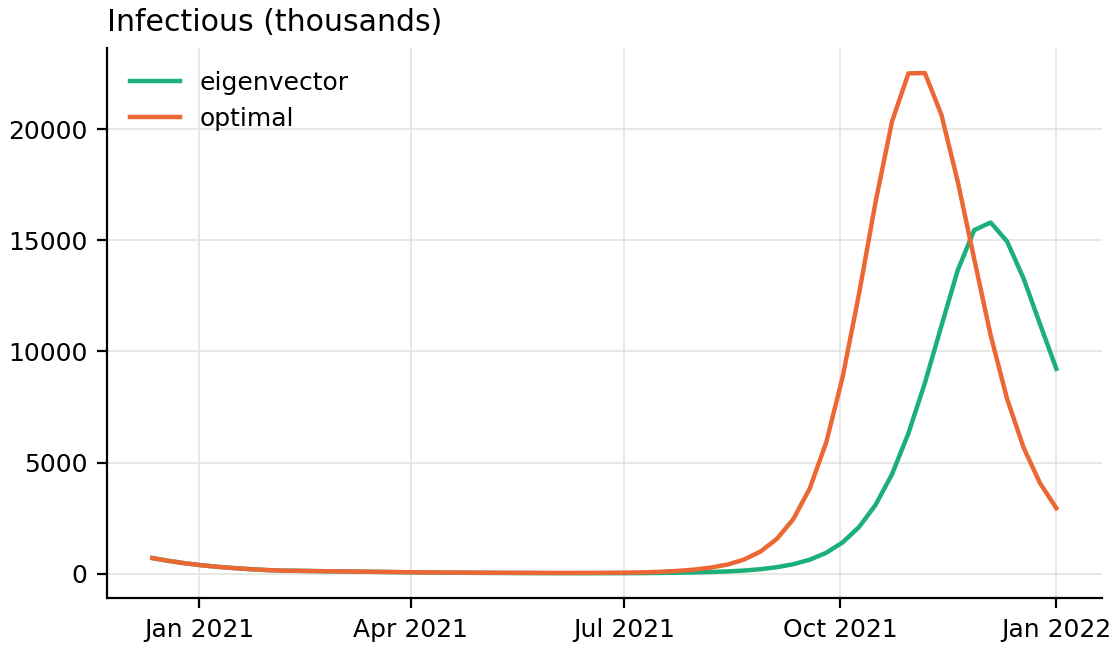 Infectious (thousands)
eigenvector
optimal
20000
15000
10000
5000
0
Jan 2021
Apr 2021
Jul 2021
Oct 2021
Jan 2022